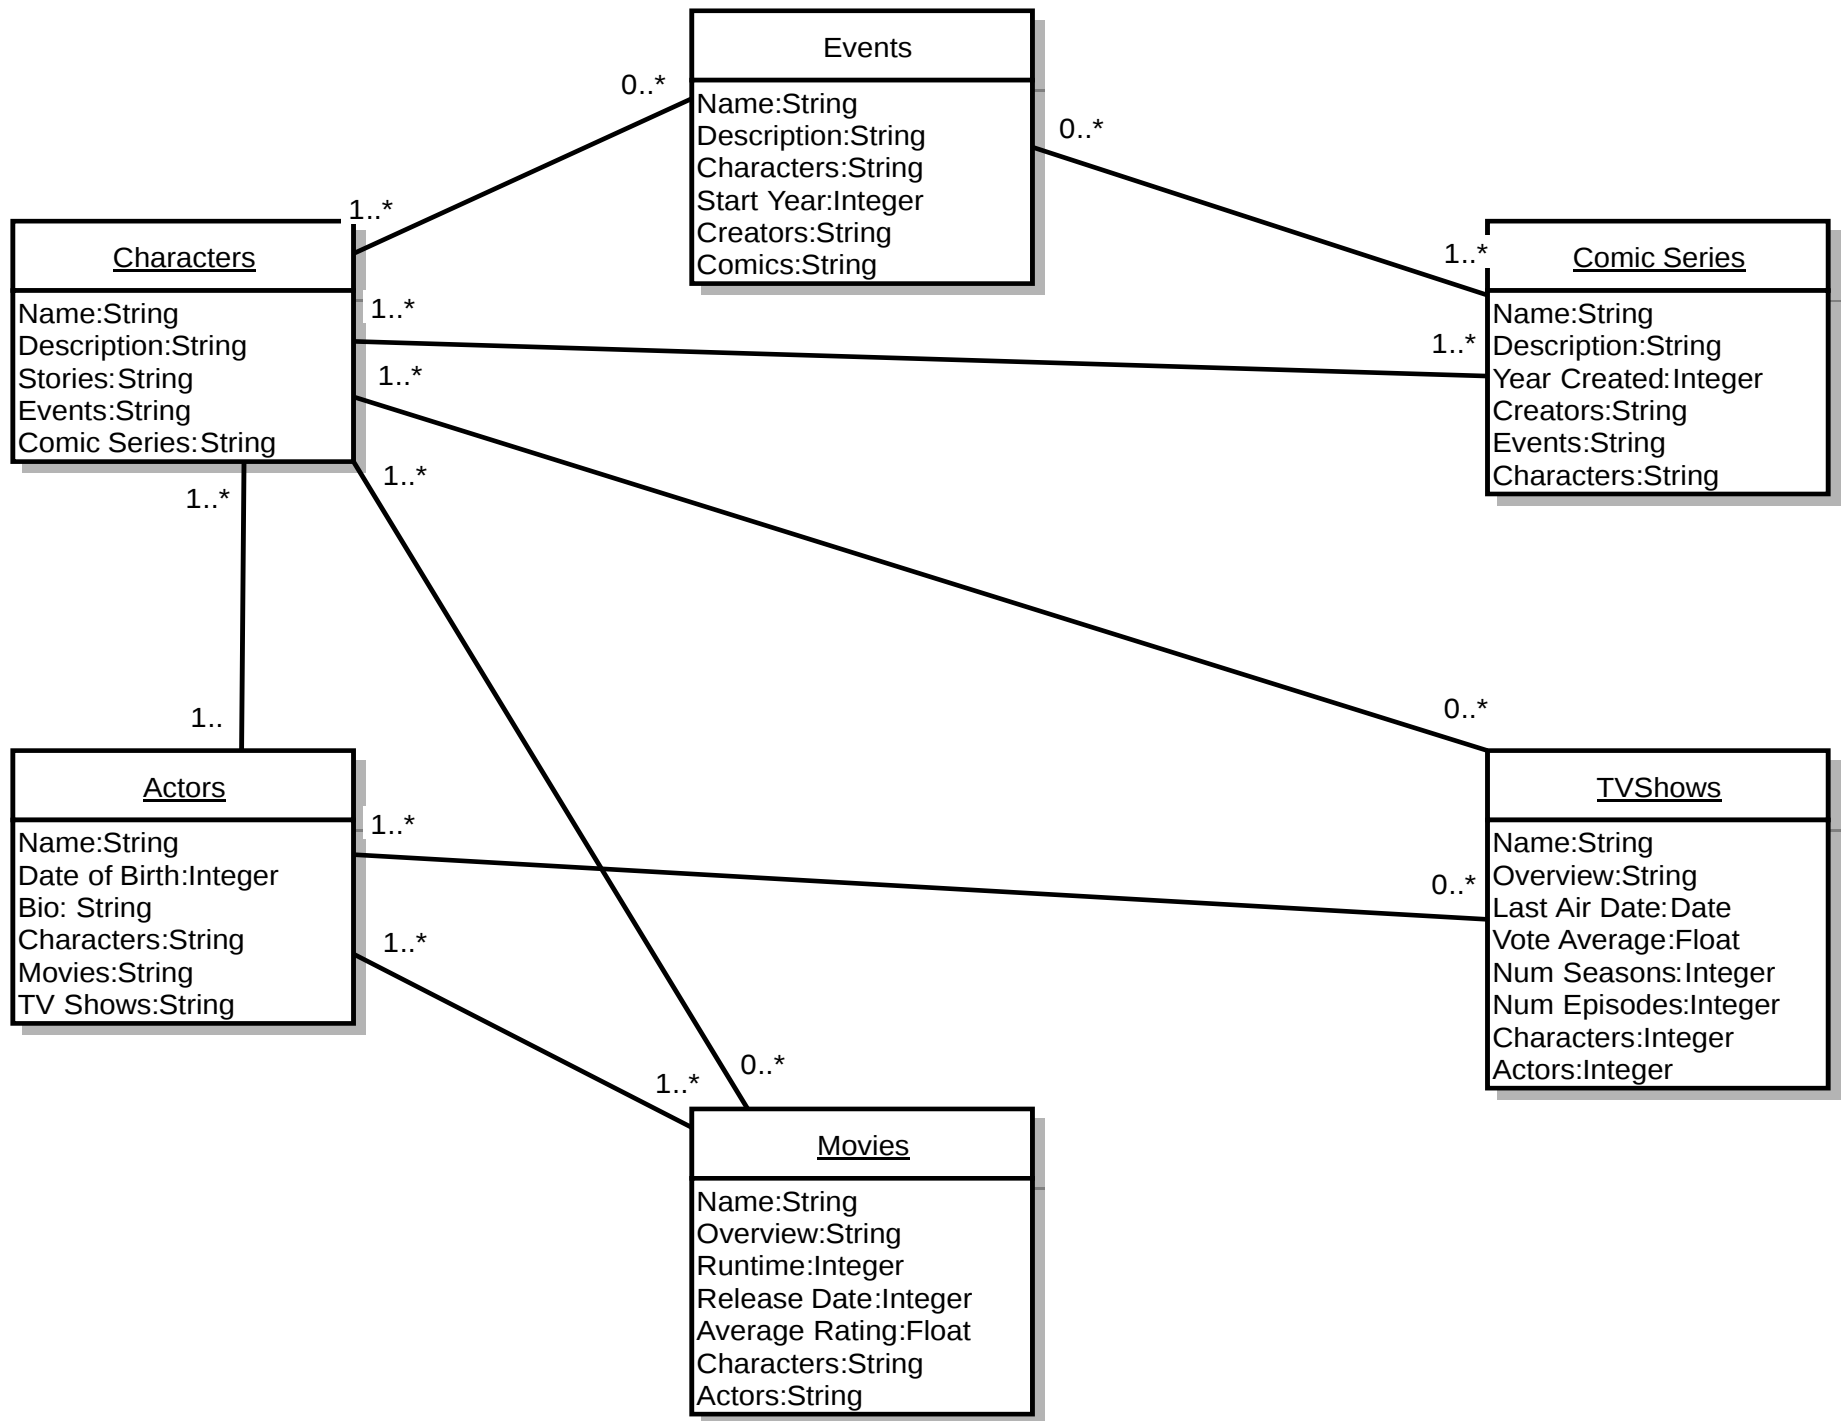 Events
Name:String
Description:String
Characters:String
Start Year:Integer
Creators:String
Comics:String
0..*
1..*
0..*
1..*
Characters
Name:String
Description:String
Stories:String
Events:String
Comic Series:String
1..*
1..*
1..*
0..*
1..*
0..*
1..*
1..
Comic Series
Name:String
Description:String
Year Created:Integer
Creators:String
Events:String
Characters:String
Actors
Name:String
Date of Birth:Integer
Bio: String
Characters:String
Movies:String
TV Shows:String
1..*
0..*
1..*
1..*
TVShows
Name:String
Overview:String
Last Air Date:Date
Vote Average:Float
Num Seasons:Integer
Num Episodes:Integer
Characters:Integer
Actors:Integer
Movies
Name:String
Overview:String
Runtime:Integer
Release Date:Integer
Average Rating:Float
Characters:String
Actors:String